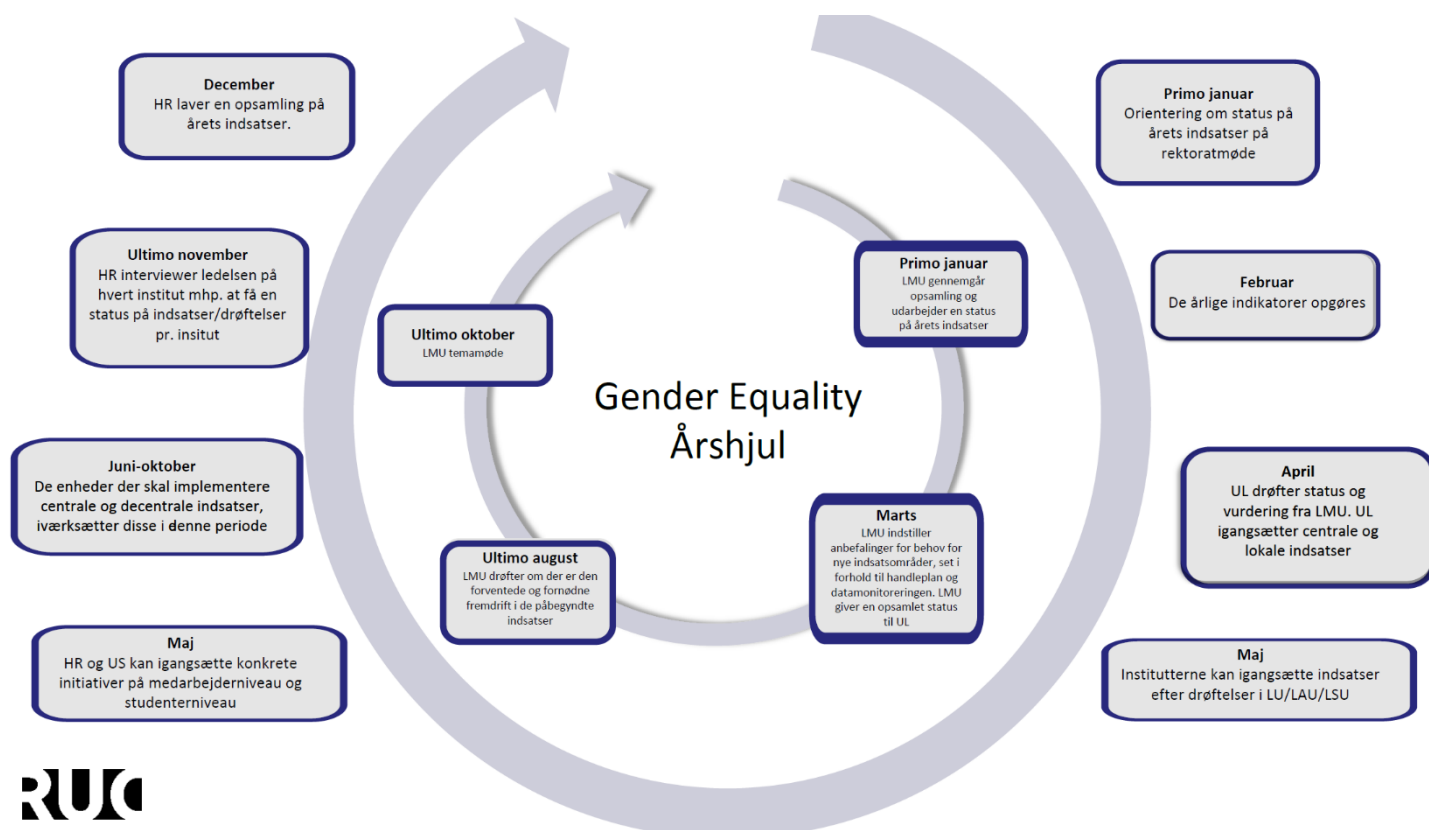 December
HR laver en opsamling på
årets indsatser.
Primo januar
Orientering om status på
årets indsatser på
rektoratmøde
Ultimo november
HR interviewer ledelsen på
hvert institut mhp. at få en
status på indsatser/drøftelser
pr. insitut
Primo januar
LMU gennemgår
opsamling og
udarbejder en status
på årets indsatser
Februar
De årlige indikatorer opgøres
Ultimo oktober
LMU temamøde
Gender Equality
Årshjul
Juni-oktober
De enheder der skal implementere
centrale og decentrale indsatser,
iværksætter disse i denne periode
April
UL drøfter status og
vurdering fra LMU. UL
igangsætter centrale og
lokale indsatser
Marts
LMU indstiller
anbefalinger for behov for
nye indsatsområder, set i
forhold til handleplan og
datamonitoreringen. LMU
giver en opsamlet status
til UL
Ultimo august
LMU drøfter om der er den
forventede og fornødne
fremdrift i de påbegyndte
indsatser
Maj
HR og US kan igangsætte konkrete
initiativer på medarbejderniveau og
studenterniveau
Maj
Institutterne kan igangsætte indsatser
efter drøftelser i LU/LAU/LSU
RUC